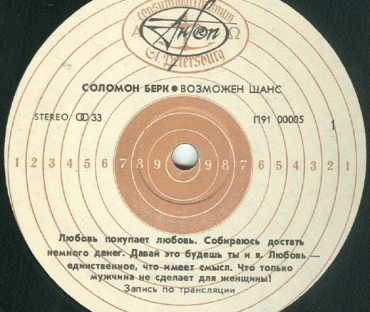 consummatum
Антоп
A Ω
St. Petersburg
СОЛОМОН БЕРК ● ВОЗМОЖЕН ШАНС
STEREO 33
П91 00005
1
1 2 3 4 5 6 7 8 9 9 8 7 6 5 4 3 2 1
Любовь покупает любовь. Собираюсь достать
немного денег. Давай это будешь ты и я. Любовь —
единственное, что имеет смысл. Что только
мужчина не сделает для женщины!
Запись по трансляции